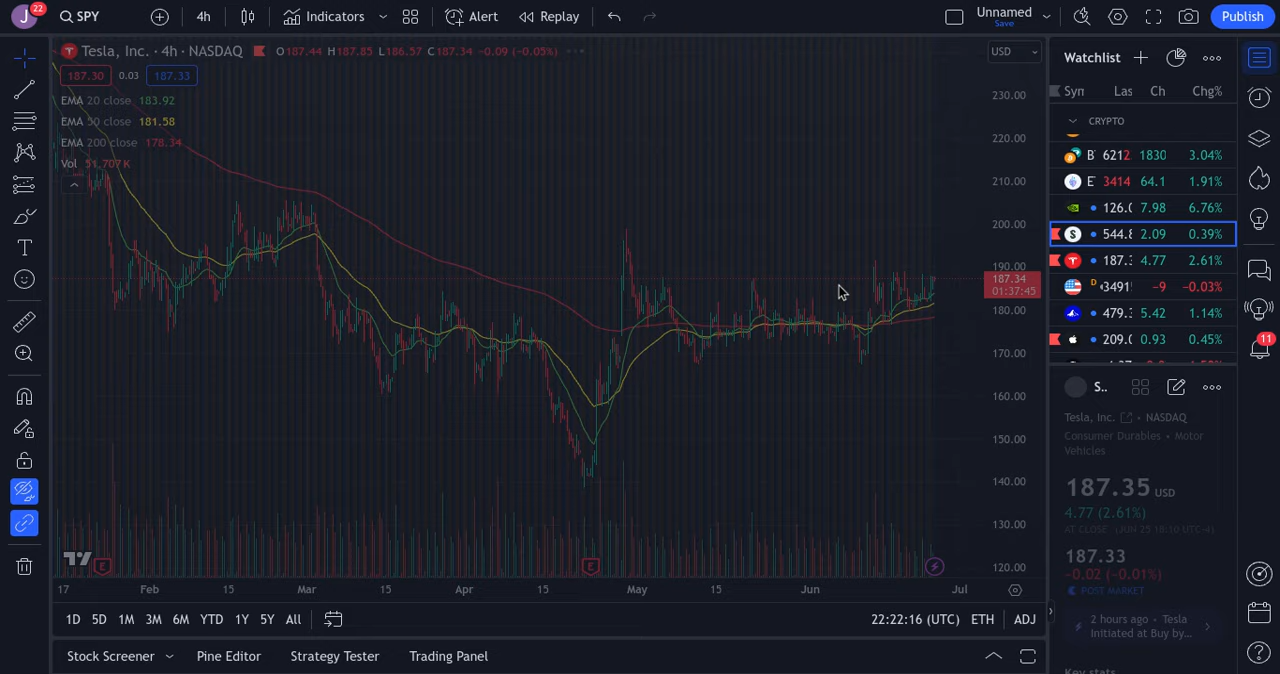 J 22 SPY 4h Indicators Alert Replay Unnamed Save Publish
Tesla, Inc. · 4h · NASDAQ O187.44 H187.85 L186.57 C187.34 -0.09 (-0.05%) USD
187.30 0.03 187.33
EMA 20 close 183.92
EMA 50 close 181.58
EMA 200 close 178.34
Vol 51.707 K
230.00
220.00
210.00
200.00
190.00
187.34
01:37:45
180.00
170.00
160.00
150.00
140.00
130.00
120.00
E E
17 Feb 15 Mar 15 Apr 15 May 15 Jun Jul
1D 5D 1M 3M 6M YTD 1Y 5Y All 22:22:16 (UTC) ETH ADJ
Stock Screener Pine Editor Strategy Tester Trading Panel
Watchlist
Syn Las Ch Chg%
CRYPTO
B 6212 1830 3.04%
E 3414 64.1 1.91%
126.0 7.98 6.76%
S 544.8 2.09 0.39%
187.3 4.77 2.61%
D 3491 -9 -0.03%
479.3 5.42 1.14%
209.0 0.93 0.45%
S..
Tesla, Inc. • NASDAQ
Consumer Durables • Motor
Vehicles
187.35 USD
4.77 (2.61%)
AT CLOSE (JUN 25 18:10 UTC-4)
187.33
-0.02 (-0.01%)
POST MARKET
2 hours ago • Tesla
Initiated at Buy by...
Key stats
11